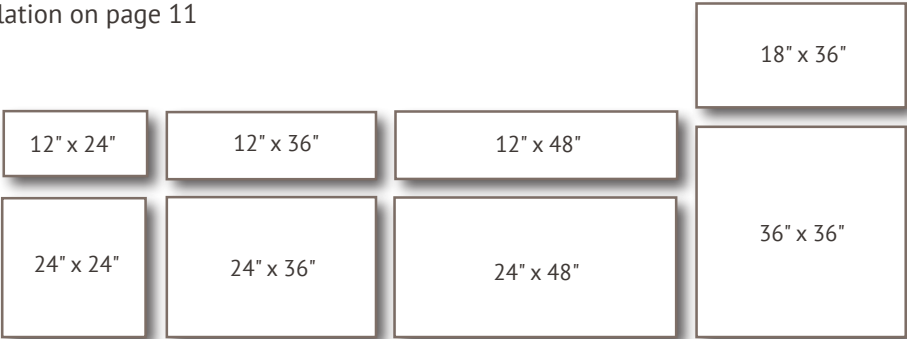 on page 11
18" x 36"
12" x 24"
12" x 36"
12" x 48"
24" x 24"
24" x 36"
24" x 48"
36" x 36"